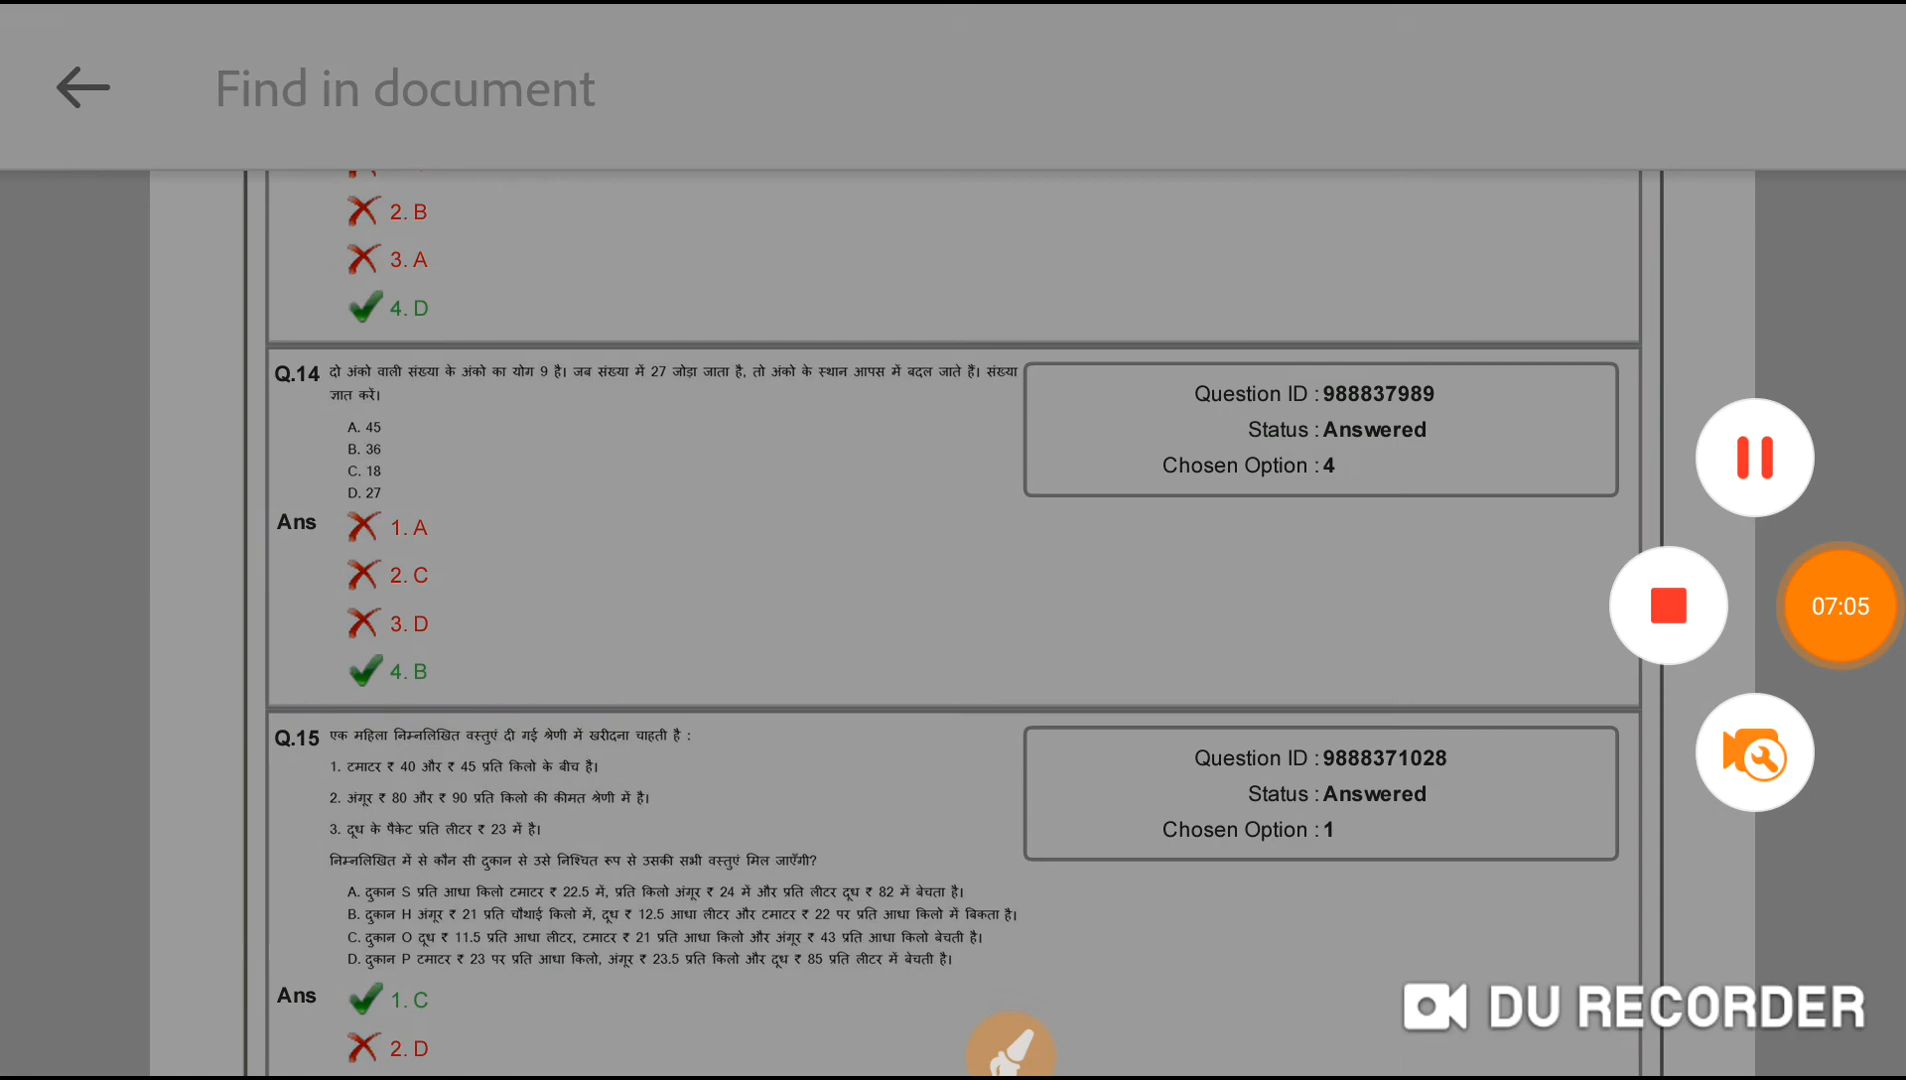 Find in document
2. B
3. A
4. D
Q.14 दो अंको वाली संख्या के अंको का योग 9 है। जब संख्या में 27 जोड़ा जाता है, तो अंको के स्थान आपस में बदल जाते हैं। संख्या
ज्ञात करें।
Question ID : 988837989
Status : Answered
Chosen Option : 4
A. 45
B. 36
C. 18
D. 27
Ans 1. A
2. C
3. D
4. B
07:05
Q.15 एक महिला निम्नलिखित वस्तुएं दी गई श्रेणी में खरीदना चाहती है :
Question ID : 9888371028
Status : Answered
Chosen Option : 1
1. टमाटर ₹ 40 और ₹ 45 प्रति किलो के बीच है।
2. अंगूर ₹ 80 और ₹ 90 प्रति किलो की कीमत श्रेणी में है।
3. दूध के पैकेट प्रति लीटर ₹ 23 में है।
निम्नलिखित में से कौन सी दुकान से उसे निश्चित रूप से उसकी सभी वस्तुएं मिल जाएँगी?
A. दुकान S प्रति आधा किलो टमाटर ₹ 22.5 में, प्रति किलो अंगूर ₹ 24 में और प्रति लीटर दूध ₹ 82 में बेचता है।
B. दुकान H अंगूर ₹ 21 प्रति चौथाई किलो में, दूध ₹ 12.5 आधा लीटर और टमाटर ₹ 22 पर प्रति आधा किलो में बिकता है।
C. दुकान O दूध ₹ 11.5 प्रति आधा लीटर, टमाटर ₹ 21 प्रति आधा किलो और अंगूर ₹ 43 प्रति आधा किलो बेचती है।
D. दुकान P टमाटर ₹ 23 पर प्रति आधा किलो, अंगूर ₹ 23.5 प्रति किलो और दूध ₹ 85 प्रति लीटर में बेचती है।
Ans 1. C
2. D
DU RECORDER